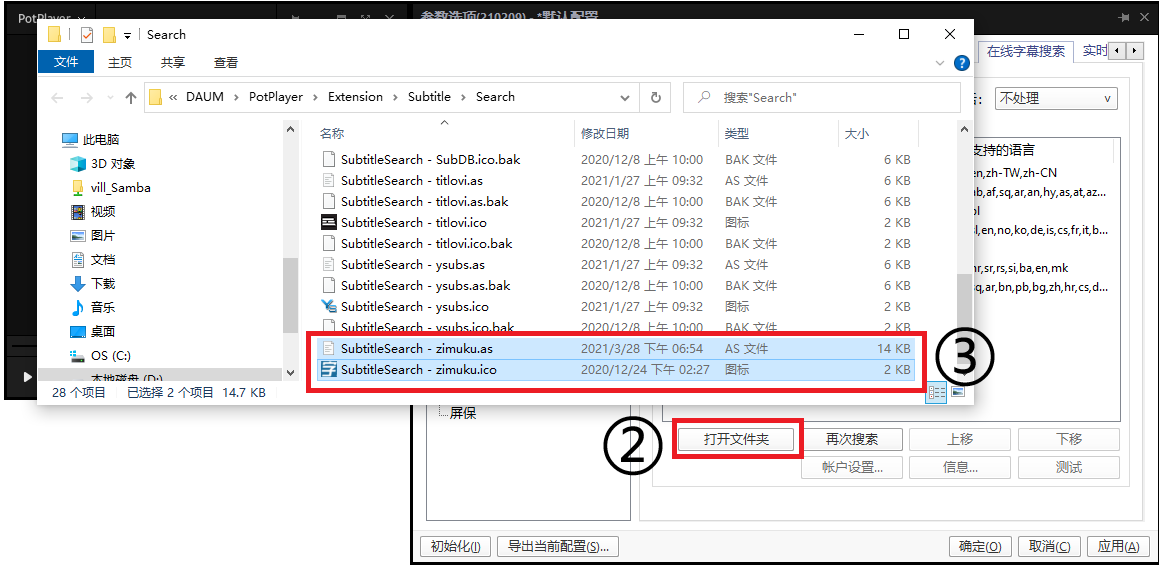 PotPlayer
参数选项(210209) - *默认配置
Search
文件 主页 共享 查看
« DAUM › PotPlayer › Extension › Subtitle › Search
搜索"Search"
在线字幕搜索 实时
不处理
名称 修改日期 类型 大小
此电脑
3D 对象
vill_Samba
视频
图片
文档
下载
音乐
桌面
OS (C:)
本地磁盘 (D:)
SubtitleSearch - SubDB.ico.bak 2020/12/8 上午 10:00 BAK 文件 6 KB
SubtitleSearch - titlovi.as 2021/1/27 上午 09:32 AS 文件 6 KB
SubtitleSearch - titlovi.as.bak 2020/12/8 上午 10:00 BAK 文件 6 KB
SubtitleSearch - titlovi.ico 2021/1/27 上午 09:32 图标 2 KB
SubtitleSearch - titlovi.ico.bak 2020/12/8 上午 10:00 BAK 文件 2 KB
SubtitleSearch - ysubs.as 2021/1/27 上午 09:32 AS 文件 6 KB
SubtitleSearch - ysubs.as.bak 2020/12/8 上午 10:00 BAK 文件 6 KB
SubtitleSearch - ysubs.ico 2021/1/27 上午 09:32 图标 2 KB
SubtitleSearch - ysubs.ico.bak 2020/12/8 上午 10:00 BAK 文件 2 KB
SubtitleSearch - zimuku.as 2021/3/28 下午 06:54 AS 文件 14 KB
SubtitleSearch - zimuku.ico 2020/12/24 下午 02:27 图标 2 KB
③
28 个项目 已选择 2 个项目 14.7 KB
支持的语言
en,zh-TW,zh-CN
ab,af,sq,ar,an,hy,as,at,az...
pl
sl,en,no,ko,de,is,cs,fr,it,b...
hr,sr,rs,si,ba,en,mk
sq,ar,bn,pb,bg,zh,hr,cs,d...
屏保
②
打开文件夹 再次搜索 上移 下移
帐户设置... 信息... 测试
初始化(I) 导出当前配置(S)... 确定(O) 取消(C) 应用(A)